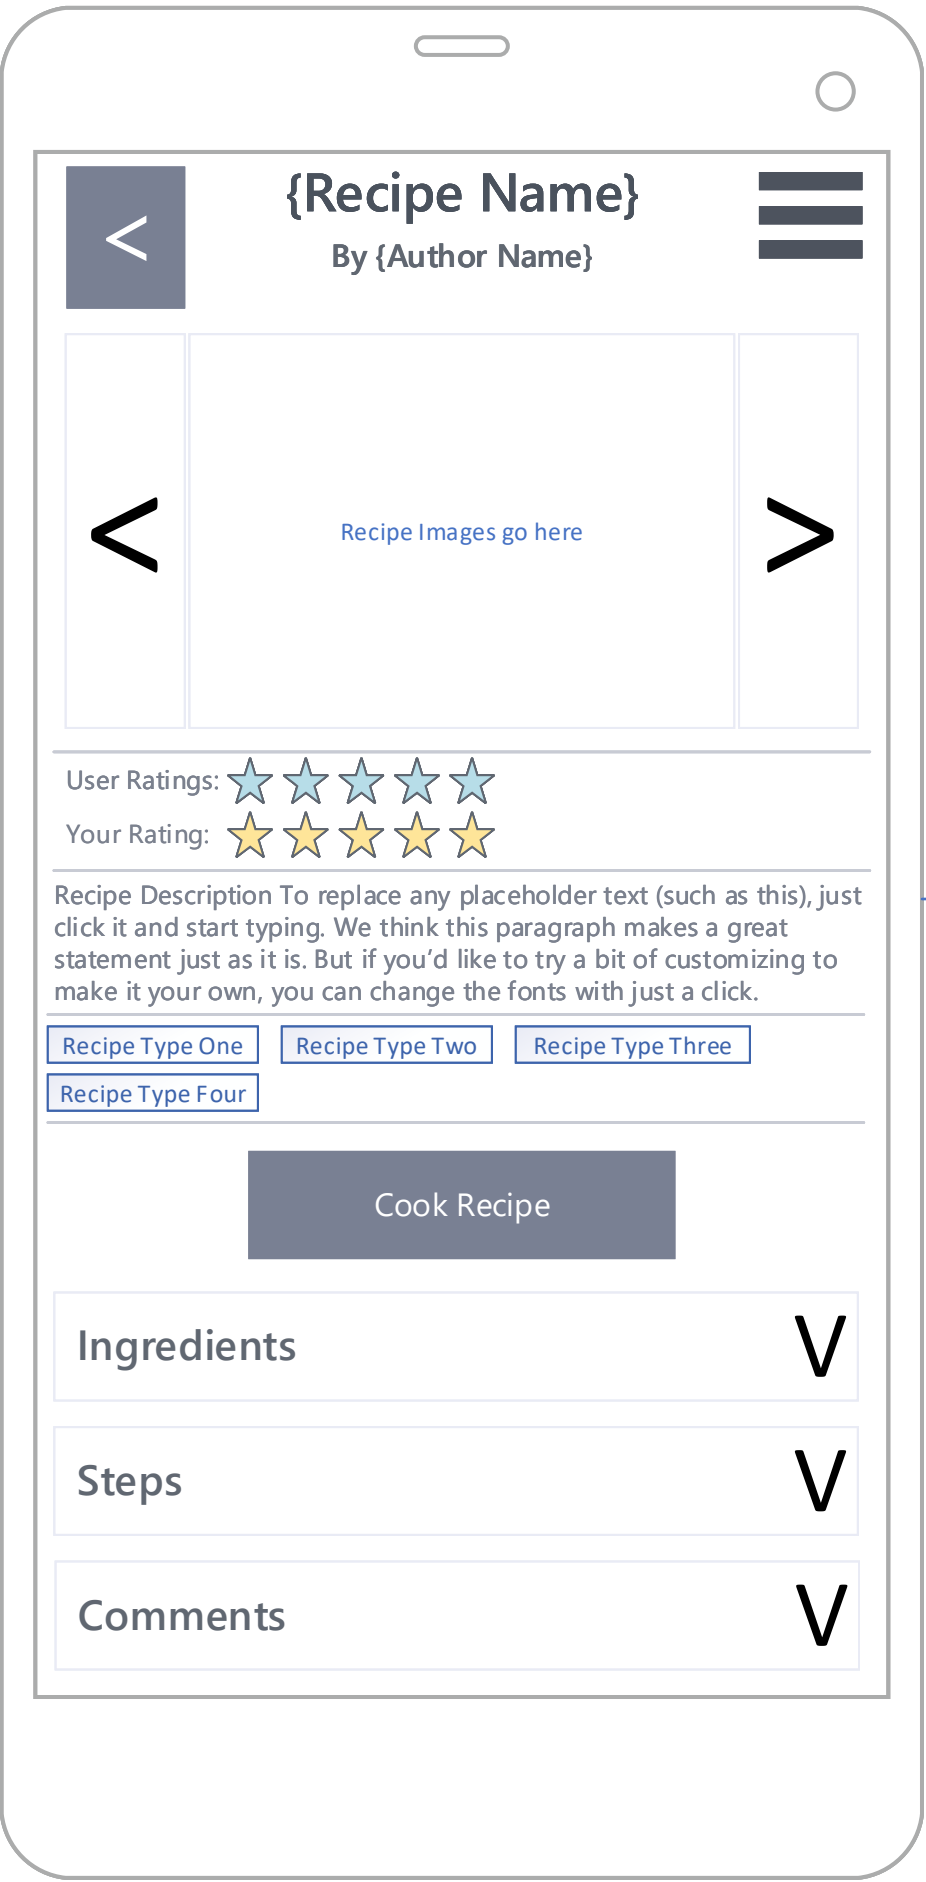 <
{Recipe Name}
By {Author Name}
<
Recipe Images go here
>
User Ratings:
Your Rating:
Recipe Description To replace any placeholder text (such as this), just
click it and start typing. We think this paragraph makes a great
statement just as it is. But if you’d like to try a bit of customizing to
make it your own, you can change the fonts with just a click.
Recipe Type One Recipe Type Two Recipe Type Three
Recipe Type Four
Cook Recipe
Ingredients V
Steps V
Comments V